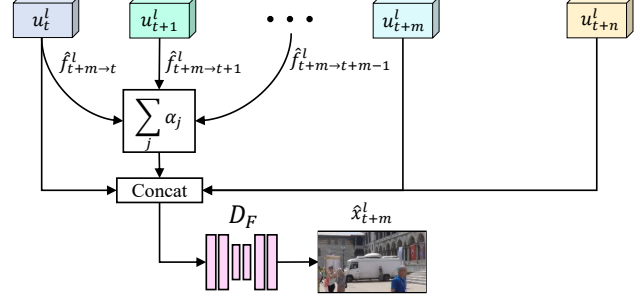 u_t^l u_{t+1}^l • • • u_{t+m}^l u_{t+n}^l
f̂_{t+m→t}^l f̂_{t+m→t+1}^l f̂_{t+m→t+m−1}^l
∑_j α_j
Concat
D_F x̂_{t+m}^l